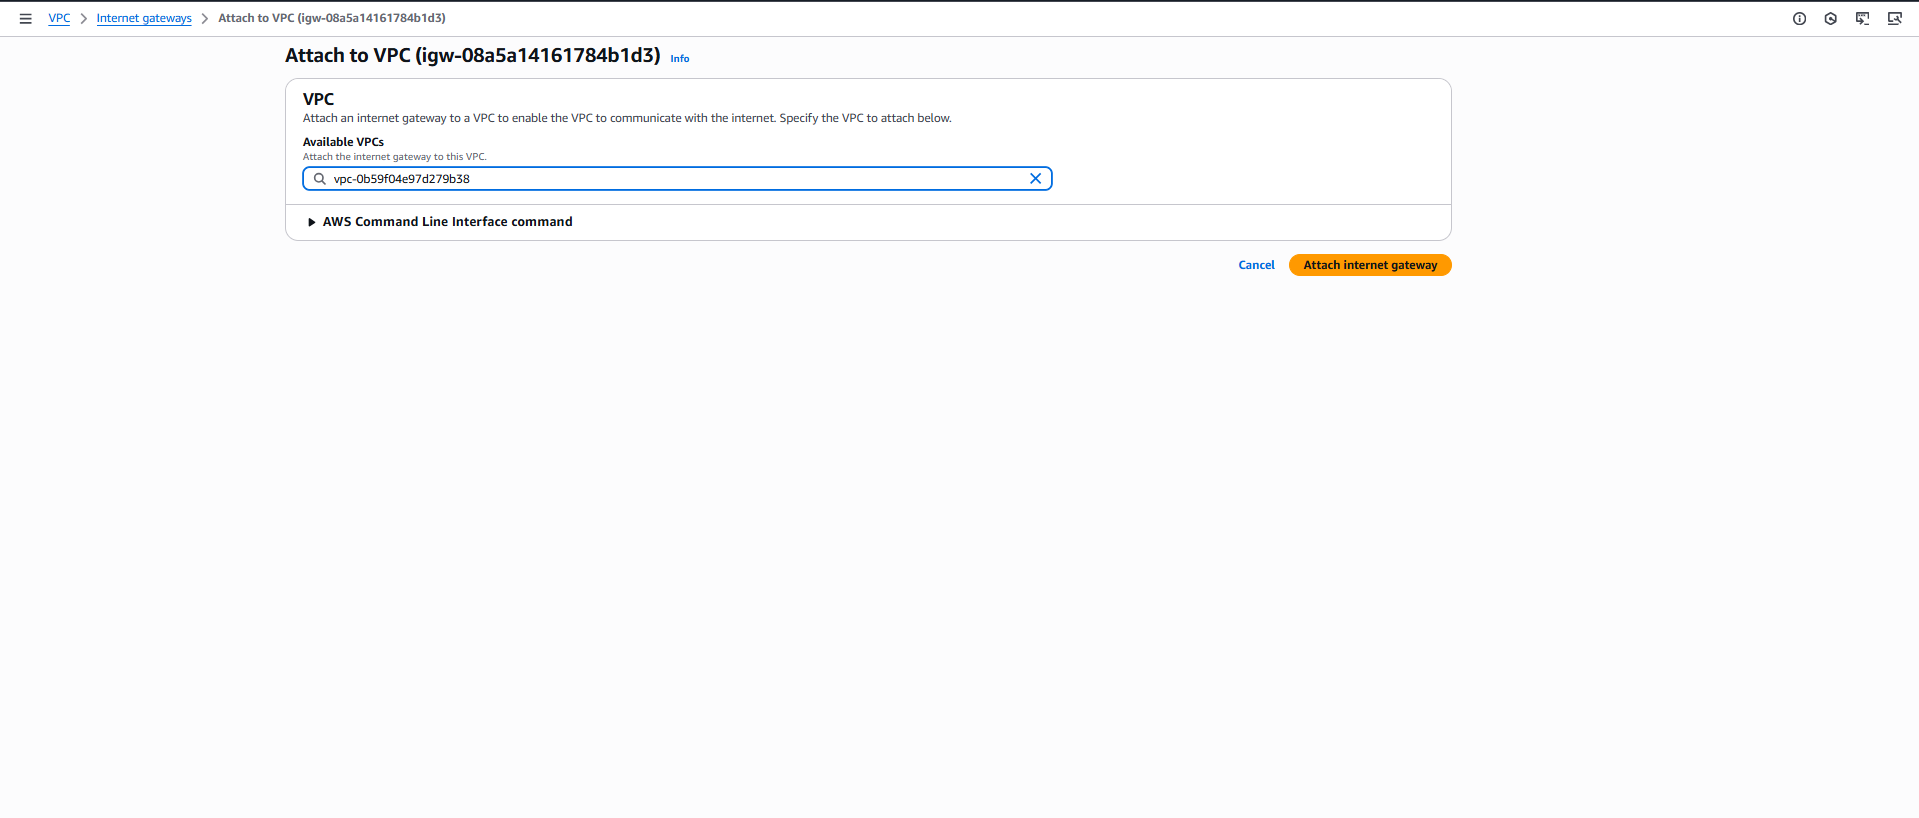 VPC > Internet gateways > Attach to VPC (igw-08a5a14161784b1d3)
Attach to VPC (igw-08a5a14161784b1d3) Info
VPC
Attach an internet gateway to a VPC to enable the VPC to communicate with the internet. Specify the VPC to attach below.
Available VPCs
Attach the internet gateway to this VPC.
vpc-0b59f04e97d279b38
AWS Command Line Interface command
Cancel Attach internet gateway